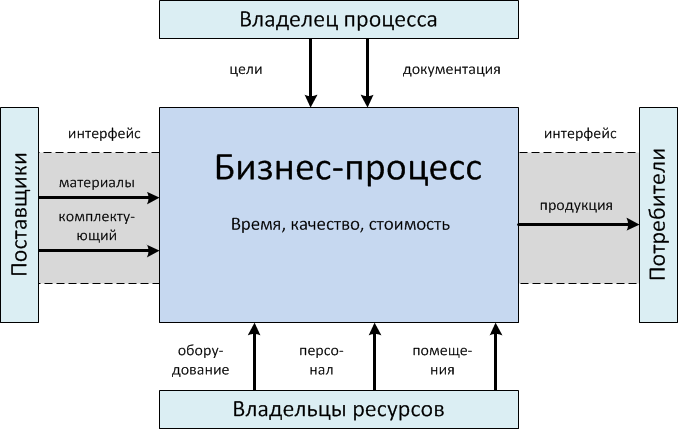 Владелец процесса
цели
документация
Поставщики
интерфейс
материалы
комплекту-
ующий
Бизнес-процесс
Время, качество, стоимость
интерфейс
продукция
Потребители
обору-
дование
персо-
нал
помеще-
ния
Владельцы ресурсов